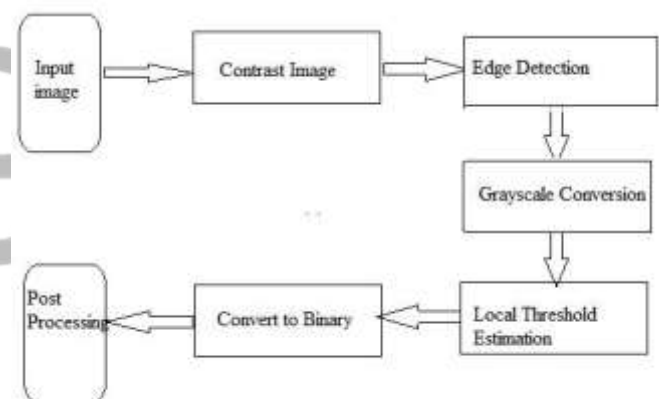 Input
image
Contrast Image
Edge Detection
Grayscale Conversion
Local Threshold
Estimation
Convert to Binary
Post
Processing